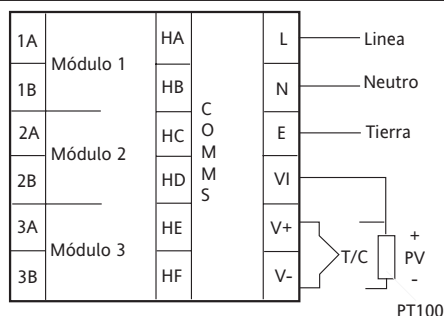 1A
Módulo 1
1B
2A
Módulo 2
2B
3A
Módulo 3
3B
HA
HB
HC
HD
HE
HF
COMMS
L
N
E
VI
V+
V-
Linea
Neutro
Tierra
T/C
+
PV
-
PT100